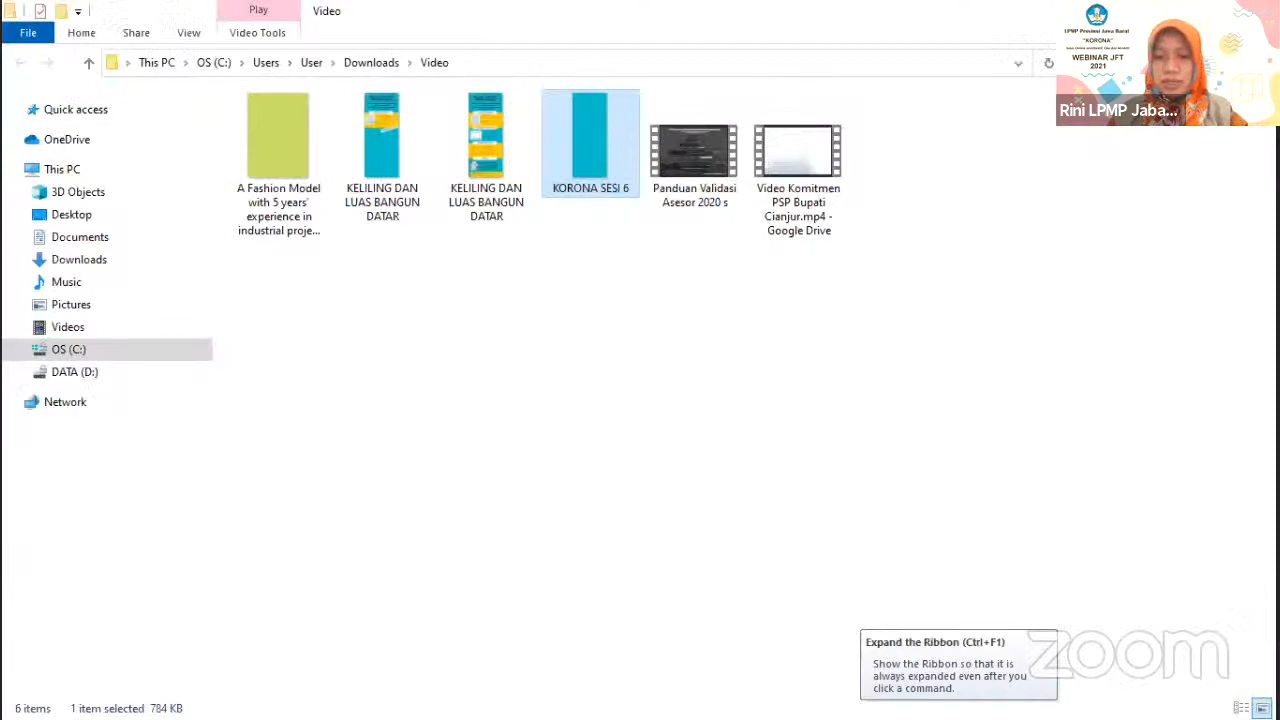 Play
Video
File
Home
Share
View
Video Tools
This PC
OS (C:)
Users
User
Downloads
Video
Quick access
OneDrive
This PC
3D Objects
Desktop
Documents
Downloads
Music
Pictures
Videos
OS (C:)
DATA (D:)
Network
A Fashion Model
with 5 years'
experience in
industrial proje...
KELILING DAN
LUAS BANGUN
DATAR
KELILING DAN
LUAS BANGUN
DATAR
KORONA SESI 6
Panduan Validasi
Asesor 2020 s
Video Komitmen
PSP Bupati
Cianjur.mp4 -
Google Drive
LPMP Provinsi Jawa Barat
"KORONA"
WEBINAR JFT
2021
Rini LPMP Jaba...
Expand the Ribbon (Ctrl+F1)
Show the Ribbon so that it is
always expanded even after you
click a command.
zoom
6 items
1 item selected 784 KB